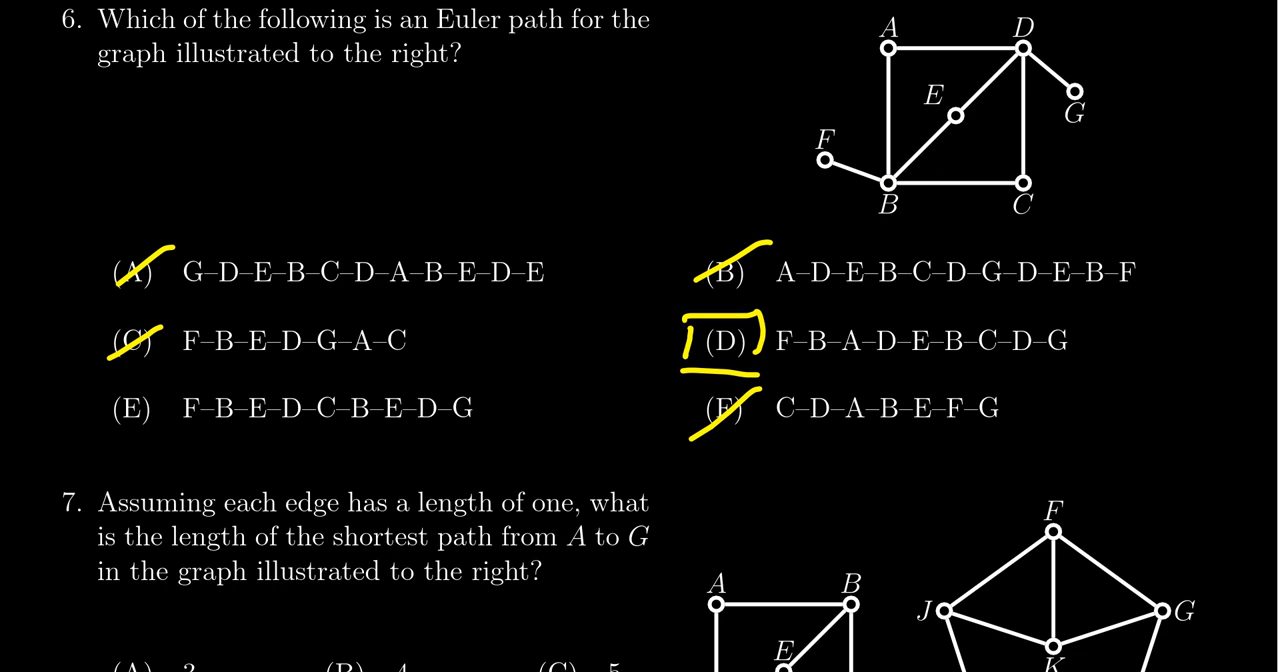 6. Which of the following is an Euler path for the
graph illustrated to the right?
A
D
E
G
F
B
C
(A) G–D–E–B–C–D–A–B–E–D–E
(B) A–D–E–B–C–D–G–D–E–B–F
(C) F–B–E–D–G–A–C
(D) F–B–A–D–E–B–C–D–G
(E) F–B–E–D–C–B–E–D–G
(F) C–D–A–B–E–F–G
7. Assuming each edge has a length of one, what
is the length of the shortest path from A to G
in the graph illustrated to the right?
F
A
B
J
G
E
K
(A)
(B) 4
(C) 5